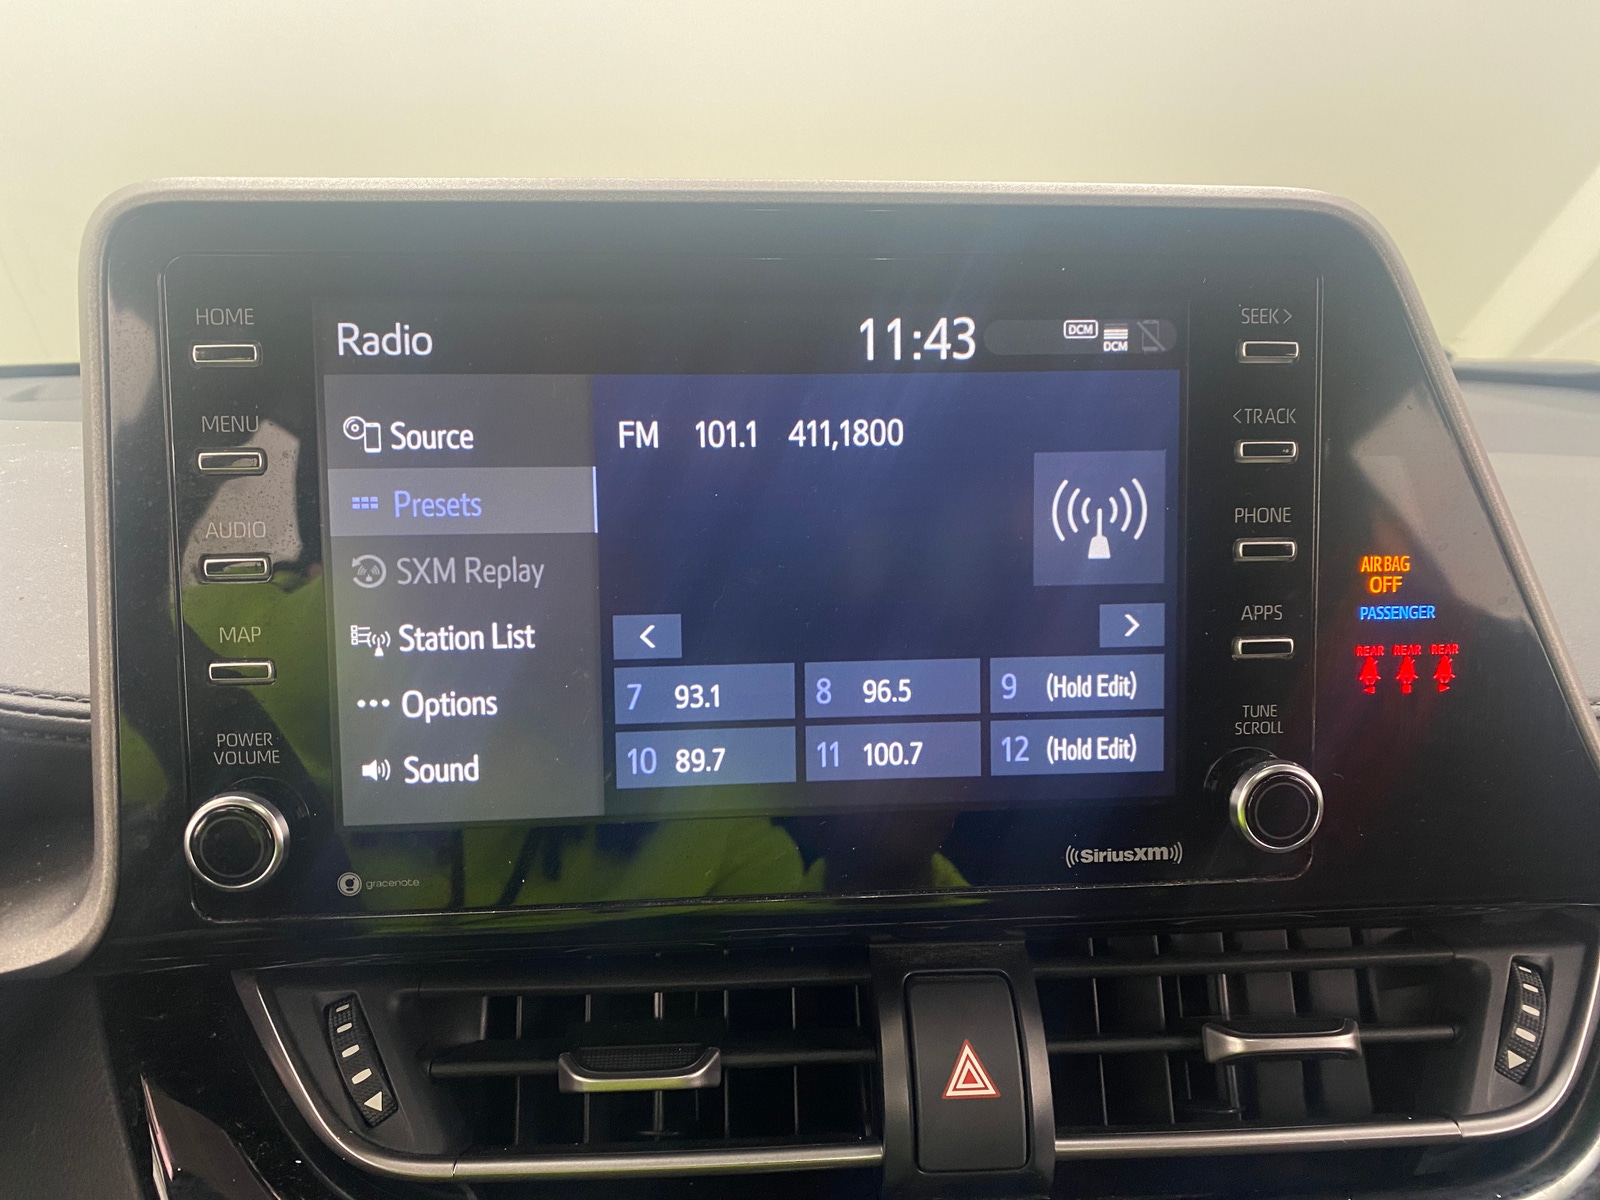 HOME
MENU
AUDIO
MAP
POWER
VOLUME
Radio
11:43
DCM
DCM
Source
Presets
SXM Replay
Station List
Options
Sound
FM 101.1 411,1800
<
>
7 93.1
8 96.5
9 (Hold Edit)
10 89.7
11 100.7
12 (Hold Edit)
g gracenote
((SiriusXM))
SEEK >
< TRACK
PHONE
APPS
TUNE
SCROLL
AIR BAG
OFF
PASSENGER
REAR REAR REAR